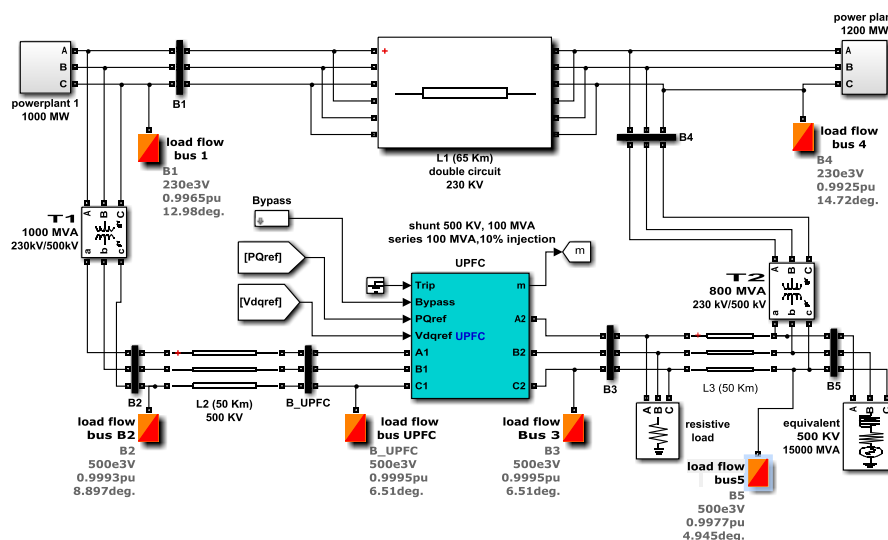 power plan
1200 MW
A
B
C
A
B
C
powerplant 1
1000 MW
B1
B4
L1 (65 Km)
double circuit
230 KV
load flow
bus 1
B1
230e3V
0.9965pu
12.98deg.
load flow
bus 4
B4
230e3V
0.9925pu
14.72deg.
T1
1000 MVA
230kV/500kV
A
B
C
a
b
c
Bypass
[PQref]
[Vdqref]
shunt 500 KV, 100 MVA
series 100 MVA,10% injection
UPFC
m
Trip
Bypass
PQref
Vdqref
UPFC
A1
B1
C1
m
A2
B2
C2
T2
800 MVA
230 kV/500 kV
A
B
C
a
b
c
B2
L2 (50 Km)
500 KV
B_UPFC
B3
L3 (50 Km)
B5
load flow
bus B2
B2
500e3V
0.9993pu
8.897deg.
load flow
bus UPFC
B_UPFC
500e3V
0.9995pu
6.51deg.
load flow
Bus 3
B3
500e3V
0.9995pu
6.51deg.
A
B
C
resistive
load
load flow
bus5
B5
500e3V
0.9977pu
4.945deg.
A
B
C
equivalent
500 KV
15000 MVA